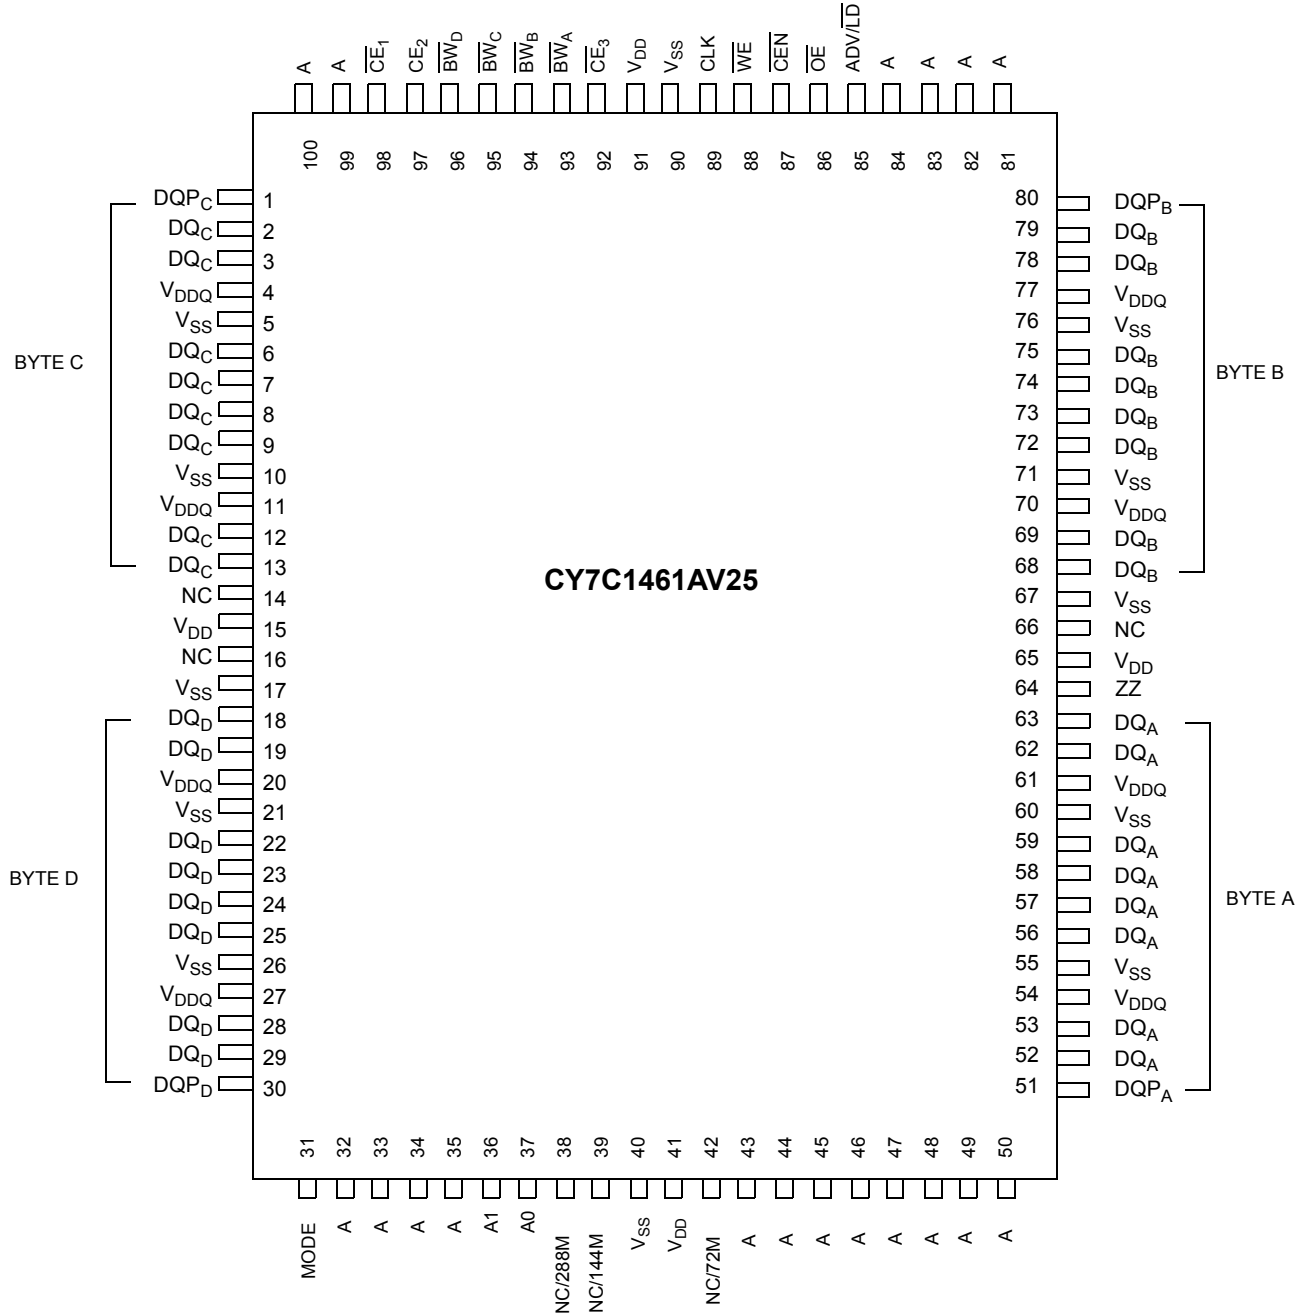 A A CE1 CE2 BWD BWC BWB BWA CE3 VDD VSS CLK WE CEN OE ADV/LD A A A A
100 99 98 97 96 95 94 93 92 91 90 89 88 87 86 85 84 83 82 81
DQPC 1 80 DQPB
DQC 2 79 DQB
DQC 3 78 DQB
VDDQ 4 77 VDDQ
VSS 5 76 VSS
DQC 6 75 DQB
BYTE C DQC 7 74 DQB BYTE B
DQC 8 73 DQB
DQC 9 72 DQB
VSS 10 71 VSS
VDDQ 11 70 VDDQ
DQC 12 69 DQB
DQC 13 68 DQB
CY7C1461AV25
NC 14 67 VSS
VDD 15 66 NC
NC 16 65 VDD
VSS 17 64 ZZ
DQD 18 63 DQA
DQD 19 62 DQA
VDDQ 20 61 VDDQ
VSS 21 60 VSS
DQD 22 59 DQA
BYTE D DQD 23 58 DQA BYTE A
DQD 24 57 DQA
DQD 25 56 DQA
VSS 26 55 VSS
VDDQ 27 54 VDDQ
DQD 28 53 DQA
DQD 29 52 DQA
DQPD 30 51 DQPA
31 32 33 34 35 36 37 38 39 40 41 42 43 44 45 46 47 48 49 50
MODE A A A A A1 A0 NC/288M NC/144M VSS VDD NC/72M A A A A A A A A